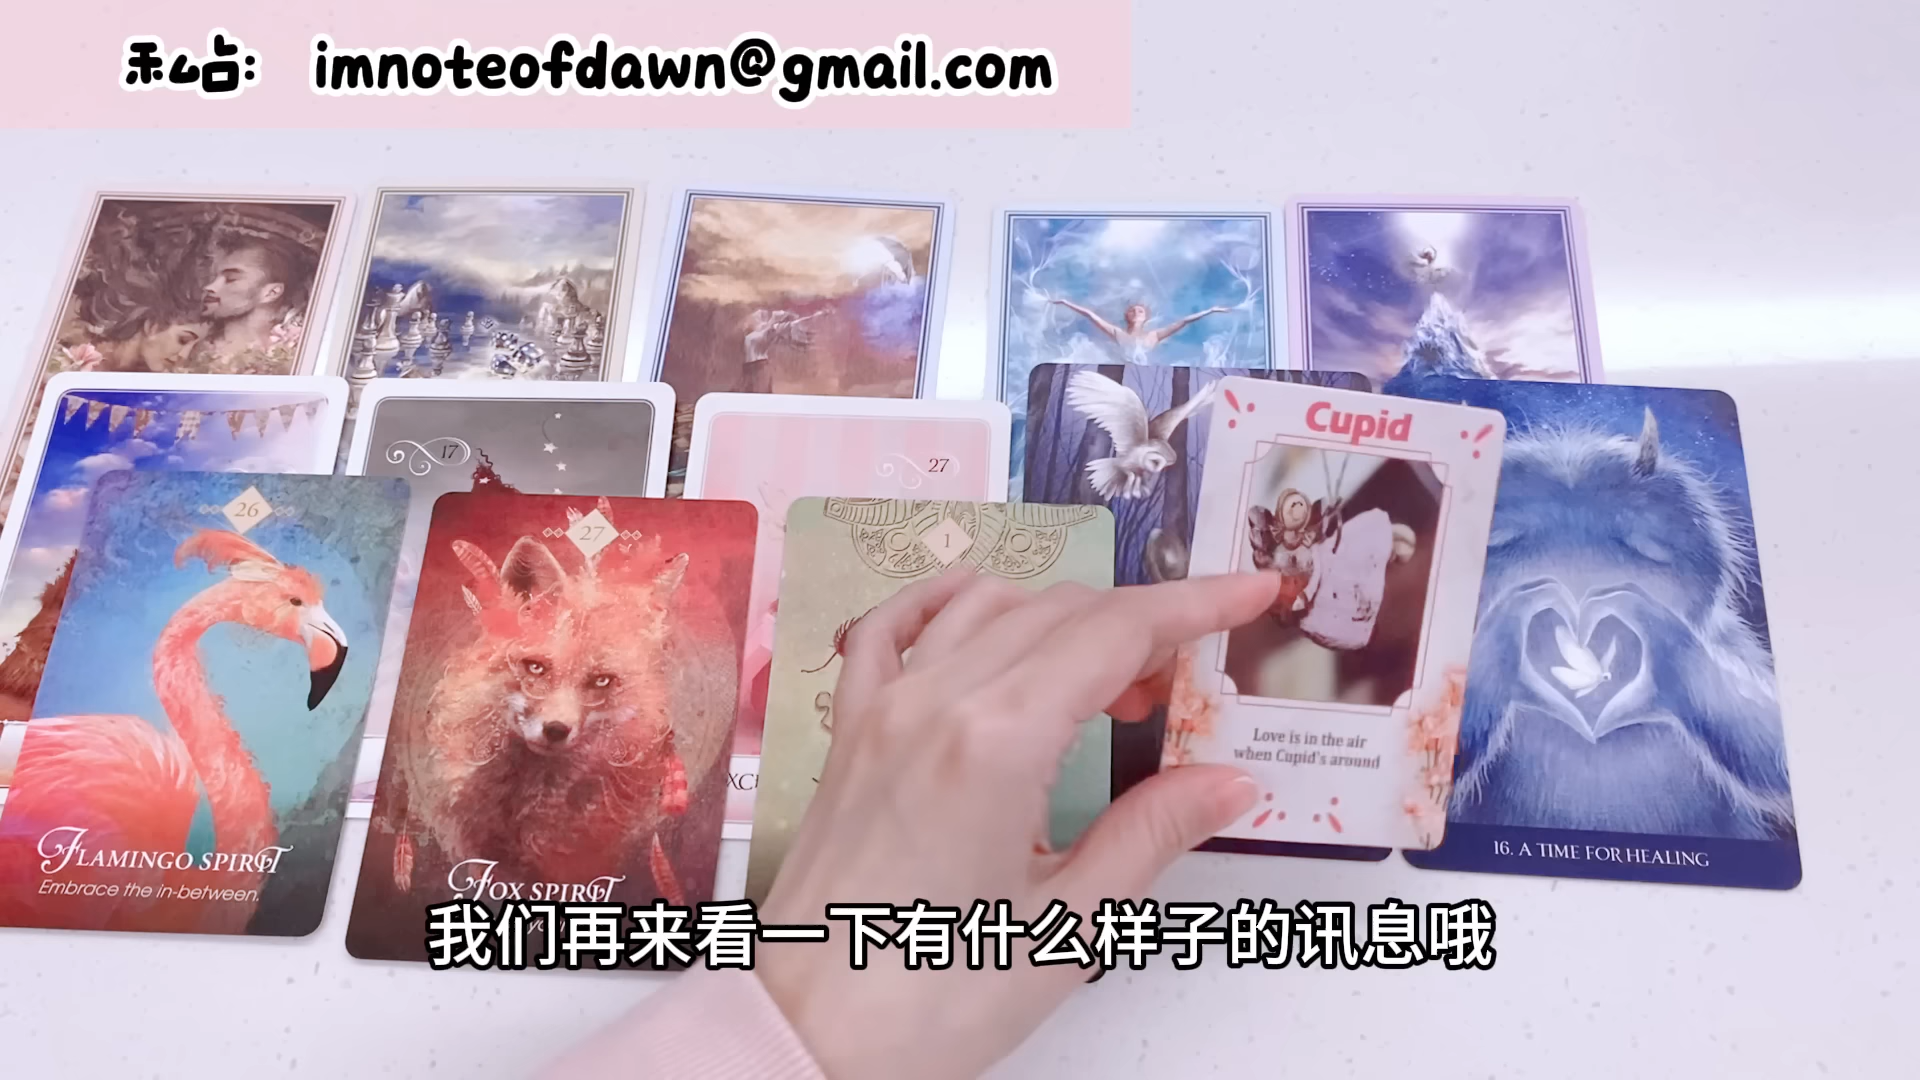 私占: imnoteofdawn@gmail.com
17
27
Cupid
Love is in the air
when Cupid's around
26
FLAMINGO SPIRIT
Embrace the in-between.
27
FOX SPIRIT
1
16. A TIME FOR HEALING
我们再来看一下有什么样子的讯息哦